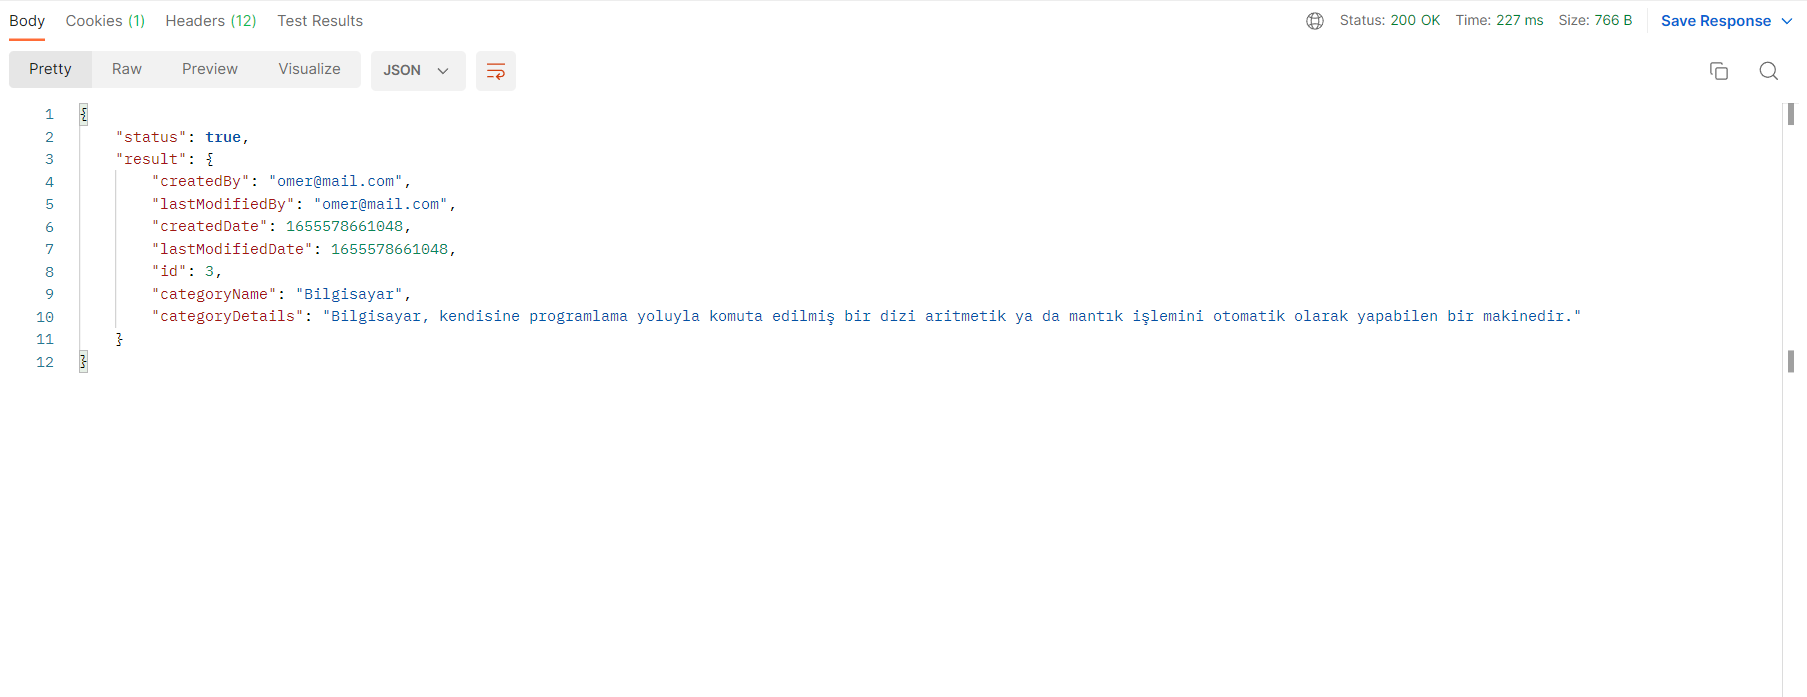 Body Cookies (1) Headers (12) Test Results Status: 200 OK Time: 227 ms Size: 766 B Save Response
Pretty Raw Preview Visualize JSON
1 {
2 "status": true,
3 "result": {
4 "createdBy": "omer@mail.com",
5 "lastModifiedBy": "omer@mail.com",
6 "createdDate": 1655578661048,
7 "lastModifiedDate": 1655578661048,
8 "id": 3,
9 "categoryName": "Bilgisayar",
10 "categoryDetails": "Bilgisayar, kendisine programlama yoluyla komuta edilmiş bir dizi aritmetik ya da mantık işlemini otomatik olarak yapabilen bir makinedir."
11 }
12 }